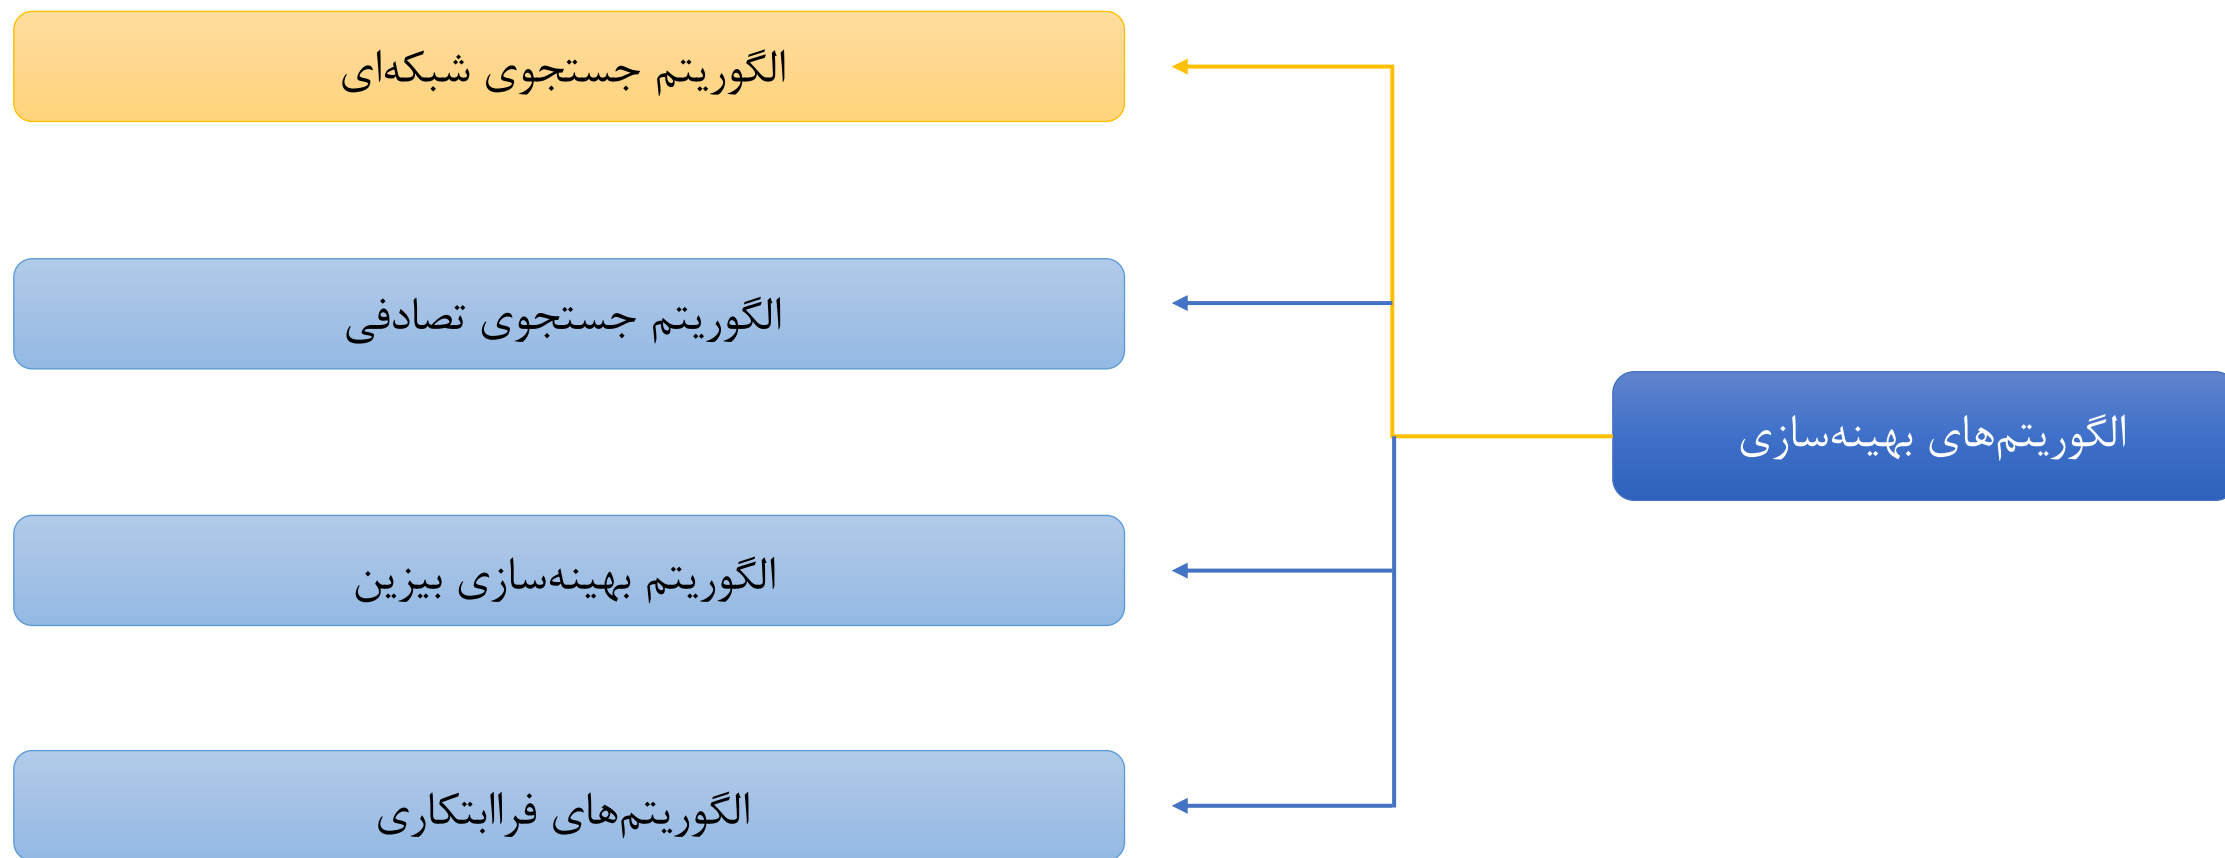 الگوریتم‌های بهینه‌سازی
الگوریتم جستجوی شبکه‌ای
الگوریتم جستجوی تصادفی
الگوریتم بهینه‌سازی بیزین
الگوریتم‌های فراابتکاری